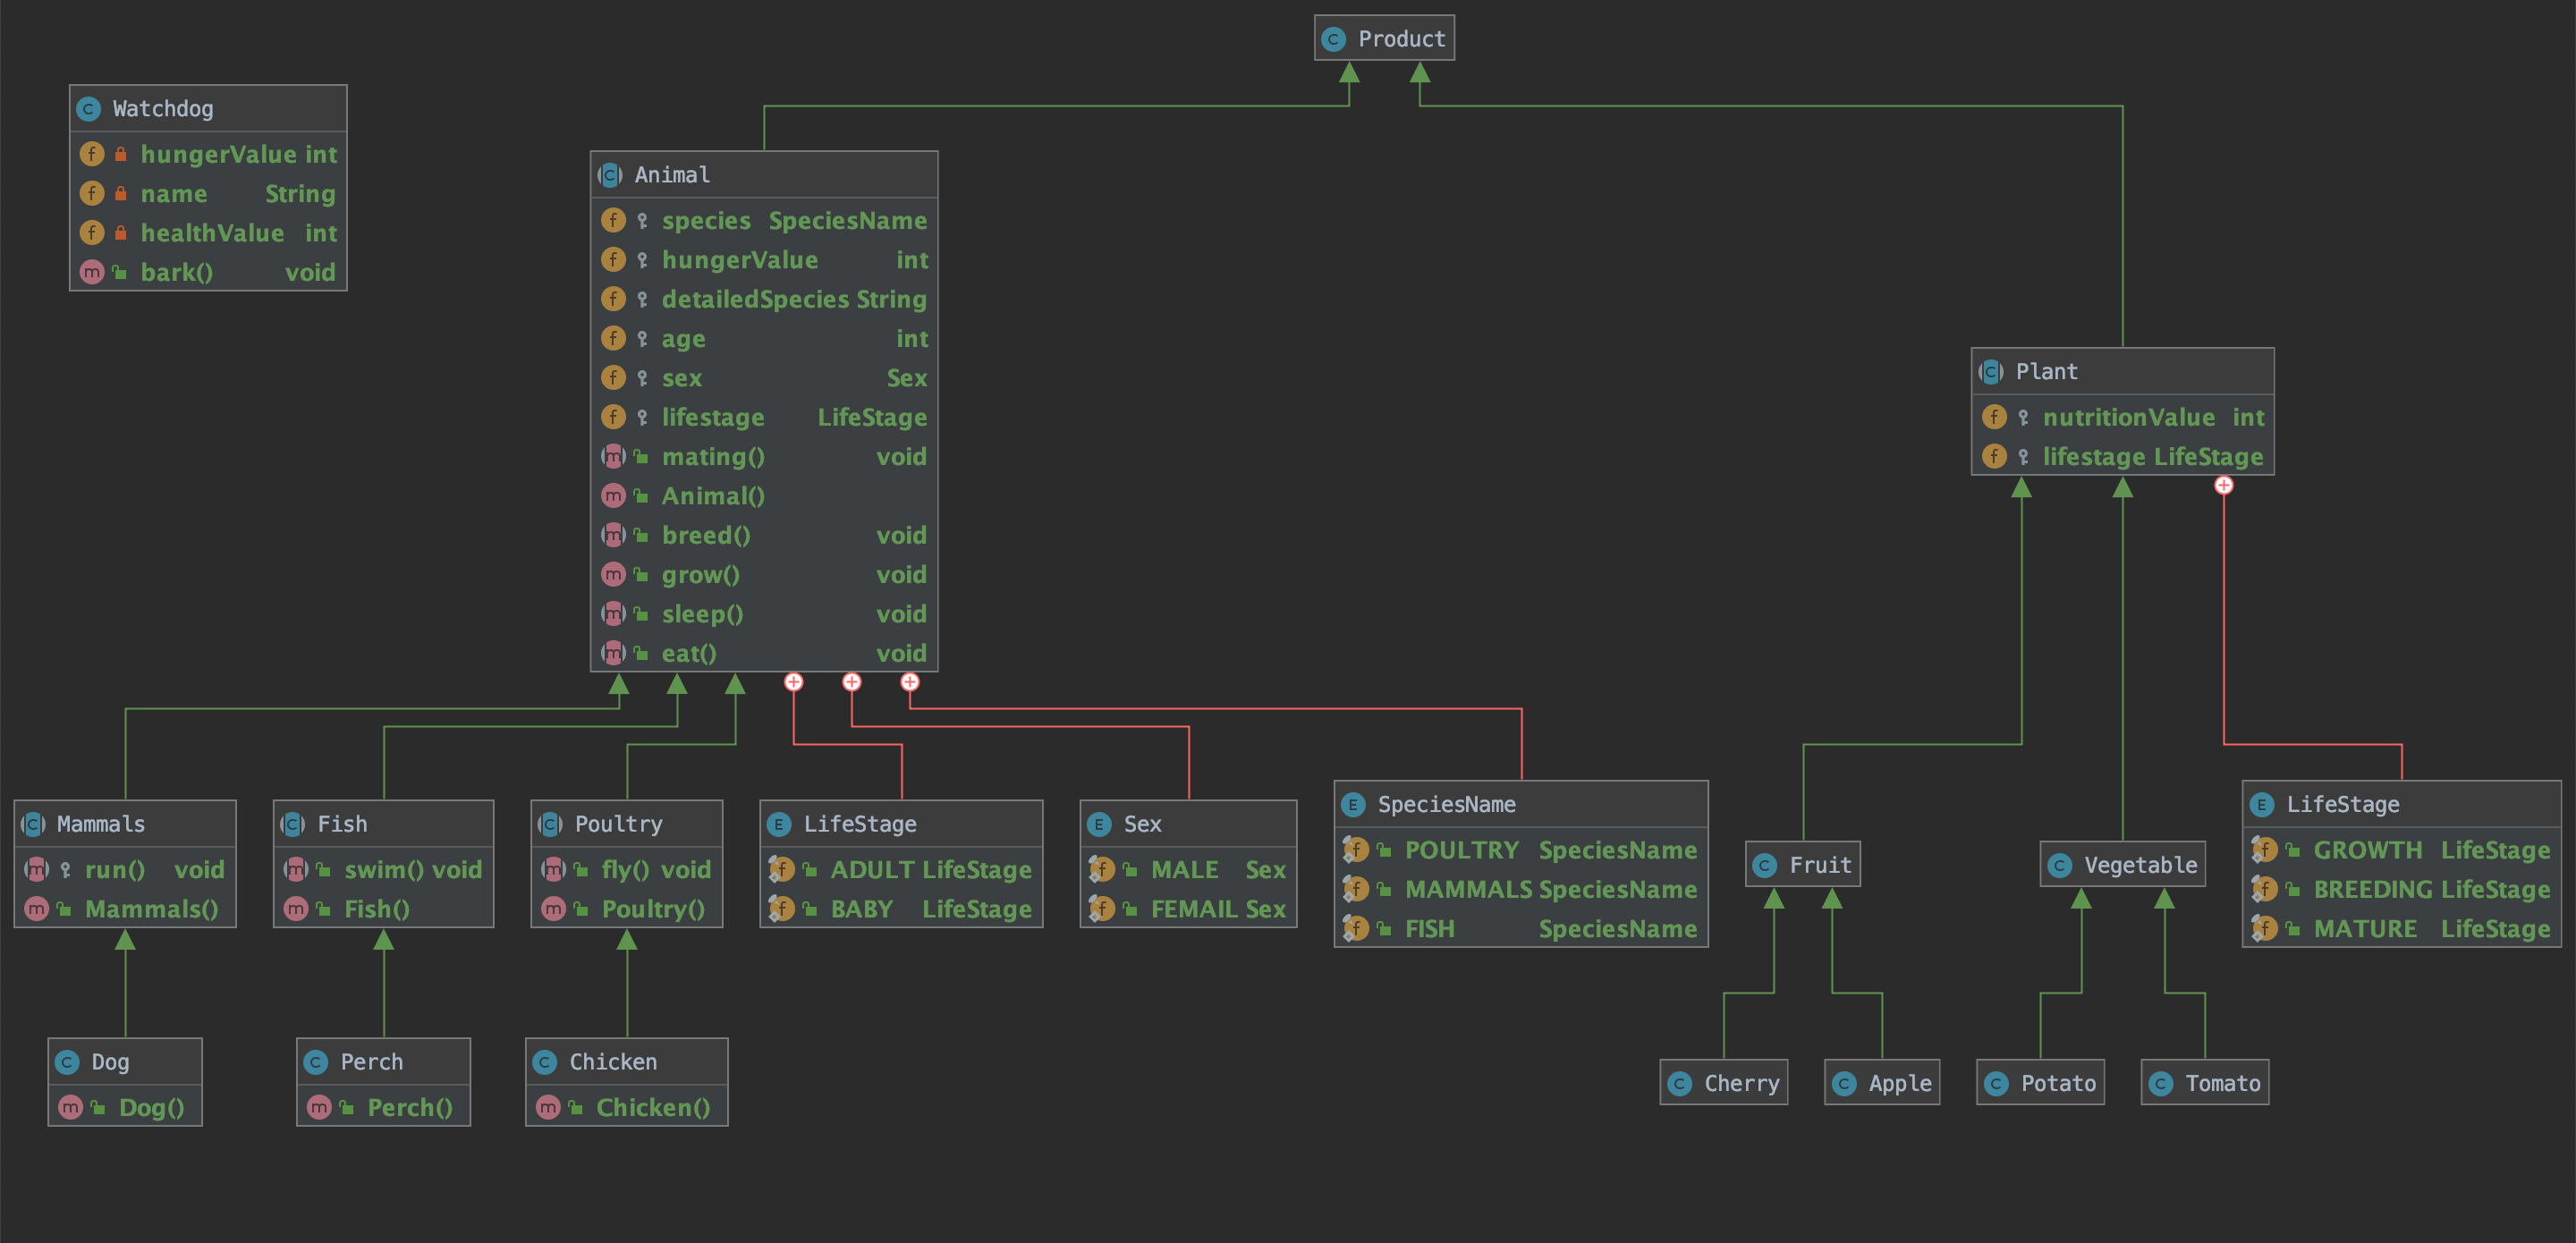 Product
Watchdog
hungerValue int
name String
healthValue int
bark() void
Animal
species SpeciesName
hungerValue int
detailedSpecies String
age int
sex Sex
lifestage LifeStage
mating() void
Animal()
breed() void
grow() void
sleep() void
eat() void
Plant
nutritionValue int
lifestage LifeStage
Mammals
run() void
Mammals()
Fish
swim() void
Fish()
Poultry
fly() void
Poultry()
LifeStage
ADULT LifeStage
BABY LifeStage
Sex
MALE Sex
FEMAIL Sex
SpeciesName
POULTRY SpeciesName
MAMMALS SpeciesName
FISH SpeciesName
Fruit
Vegetable
LifeStage
GROWTH LifeStage
BREEDING LifeStage
MATURE LifeStage
Dog
Dog()
Perch
Perch()
Chicken
Chicken()
Cherry
Apple
Potato
Tomato